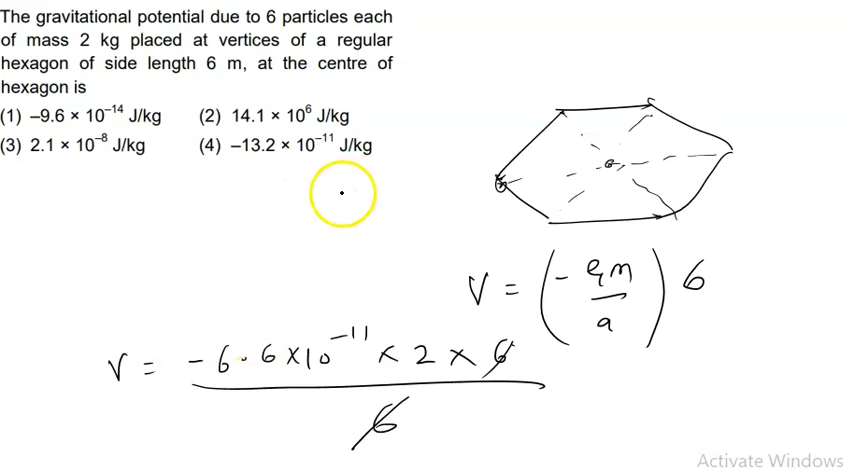 The gravitational potential due to 6 particles each
of mass 2 kg placed at vertices of a regular
hexagon of side length 6 m, at the centre of
hexagon is
(1) –9.6 × 10⁻¹⁴ J/kg (2) 14.1 × 10⁶ J/kg
(3) 2.1 × 10⁻⁸ J/kg (4) –13.2 × 10⁻¹¹ J/kg
V = (- Gm / a) 6
V = - 6.6 × 10⁻¹¹ × 2 × 6 / 6
Activate Windows